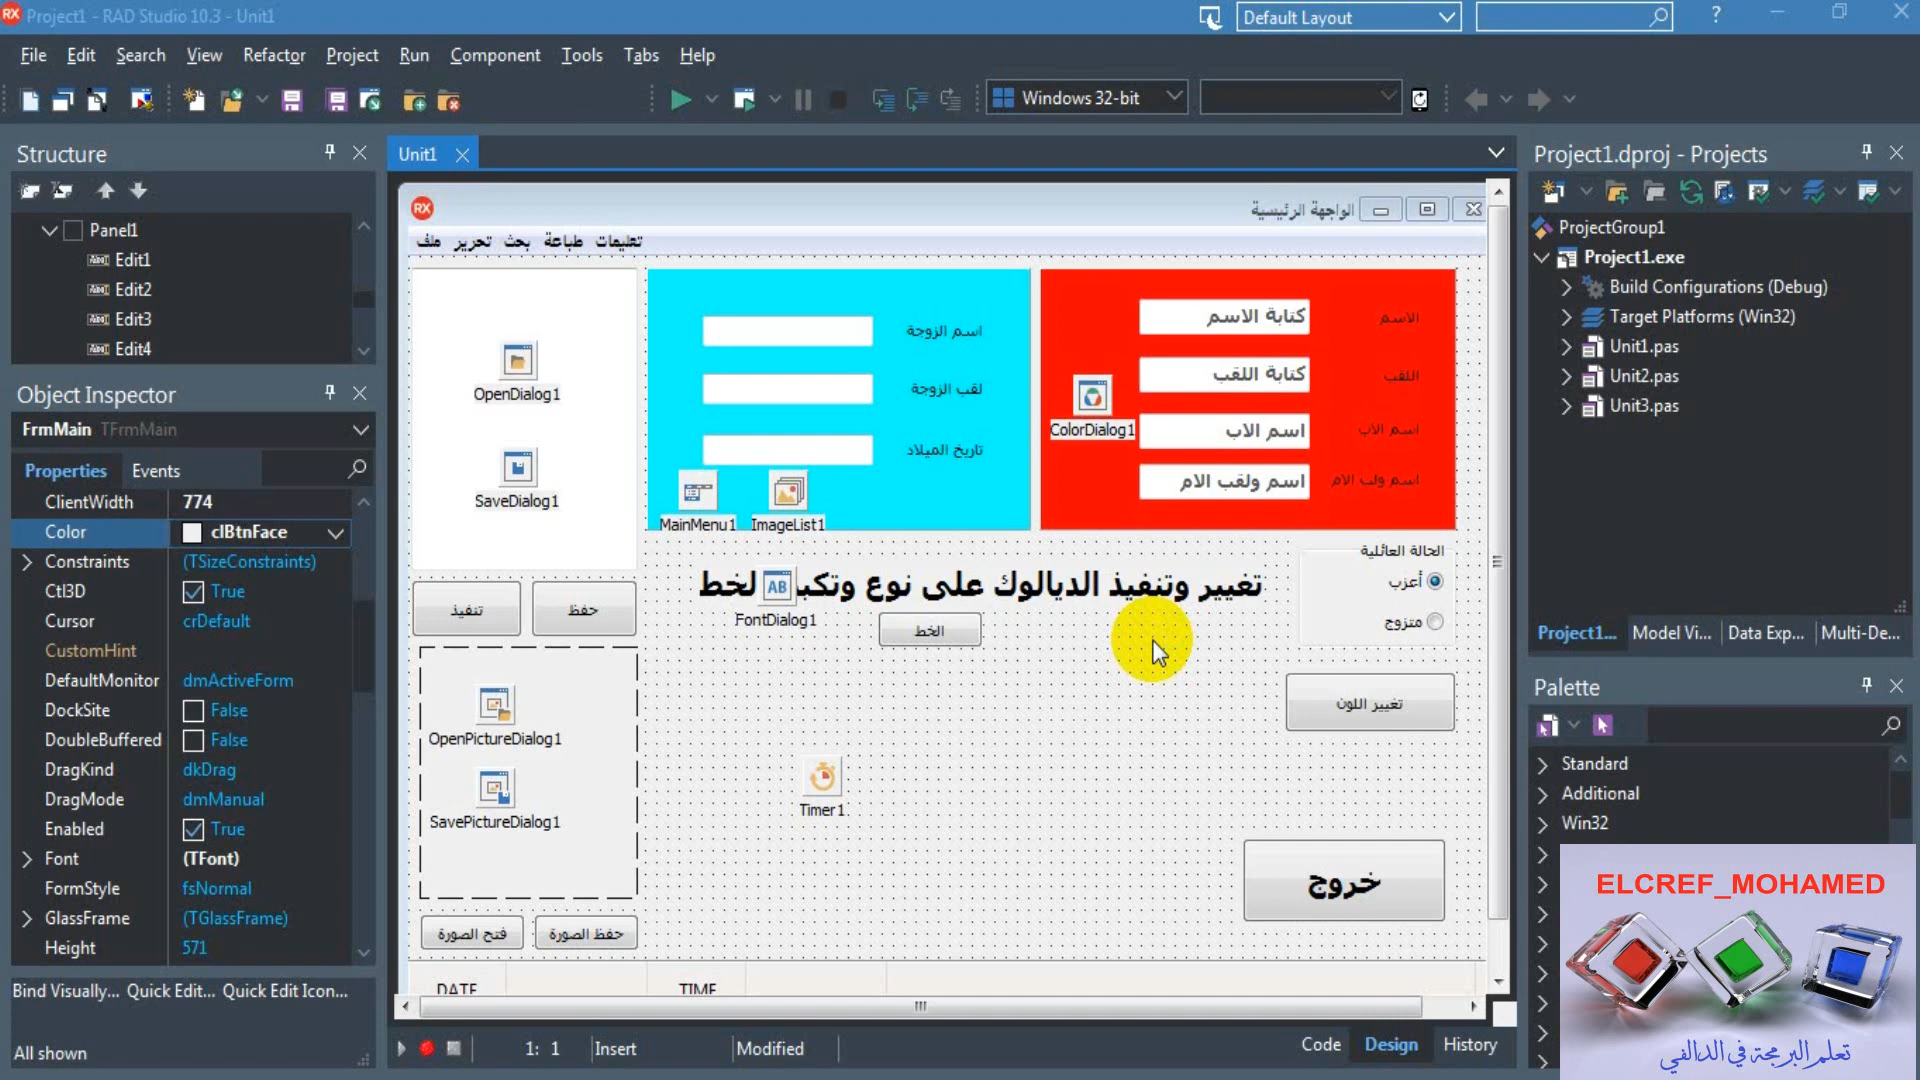 Project1 - RAD Studio 10.3 - Unit1
Default Layout
?
File Edit Search View Refactor Project Run Component Tools Tabs Help
Windows 32-bit
Structure
Panel1
Edit1
Edit2
Edit3
Edit4
Object Inspector
FrmMain TFrmMain
Properties Events
ClientWidth 774
Color clBtnFace
Constraints (TSizeConstraints)
Ctl3D True
Cursor crDefault
CustomHint
DefaultMonitor dmActiveForm
DockSite False
DoubleBuffered False
DragKind dkDrag
DragMode dmManual
Enabled True
Font (TFont)
FormStyle fsNormal
GlassFrame (TGlassFrame)
Height 571
Bind Visually... Quick Edit... Quick Edit Icon...
All shown
Unit1
RX
الواجهة الرئيسية
ملف تحرير بحث طباعة تعليمات
OpenDialog1
SaveDialog1
اسم الزوجة
لقب الزوجة
تاريخ الميلاد
MainMenu1 ImageList1
الاسم كتابة الاسم
اللقب كتابة اللقب
اسم الاب اسم الاب
اسم ولب الام اسم ولقب الام
ColorDialog1
الحالة العائلية
أعزب
متزوج
تغيير وتنفيذ الديالوك على نوع وتكب لخط
AB
FontDialog1
الخط
تنفيذ حفظ
تغيير اللون
OpenPictureDialog1
SavePictureDialog1
Timer1
خروج
فتح الصورة حفظ الصورة
DATE TIME
1: 1 Insert Modified
Code Design History
Project1.dproj - Projects
ProjectGroup1
Project1.exe
Build Configurations (Debug)
Target Platforms (Win32)
Unit1.pas
Unit2.pas
Unit3.pas
Project1... Model Vi... Data Exp... Multi-De...
Palette
Standard
Additional
Win32
ELCREF_MOHAMED
تعلم البرمجة في الدالفي